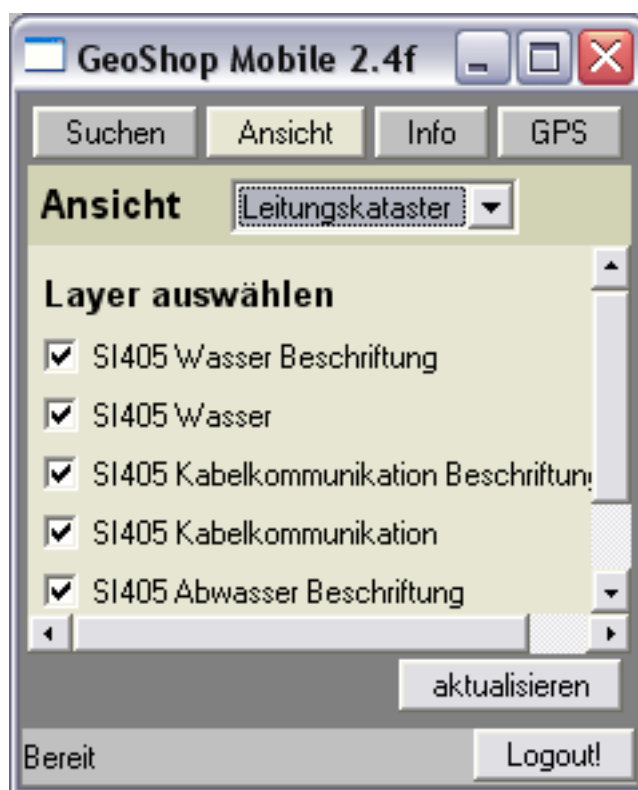 GeoShop Mobile 2.4f
Suchen Ansicht Info GPS
Ansicht Leitungskataster
Layer auswählen
SI405 Wasser Beschriftung
SI405 Wasser
SI405 Kabelkommunikation Beschriftung
SI405 Kabelkommunikation
SI405 Abwasser Beschriftung
aktualisieren
Bereit Logout!